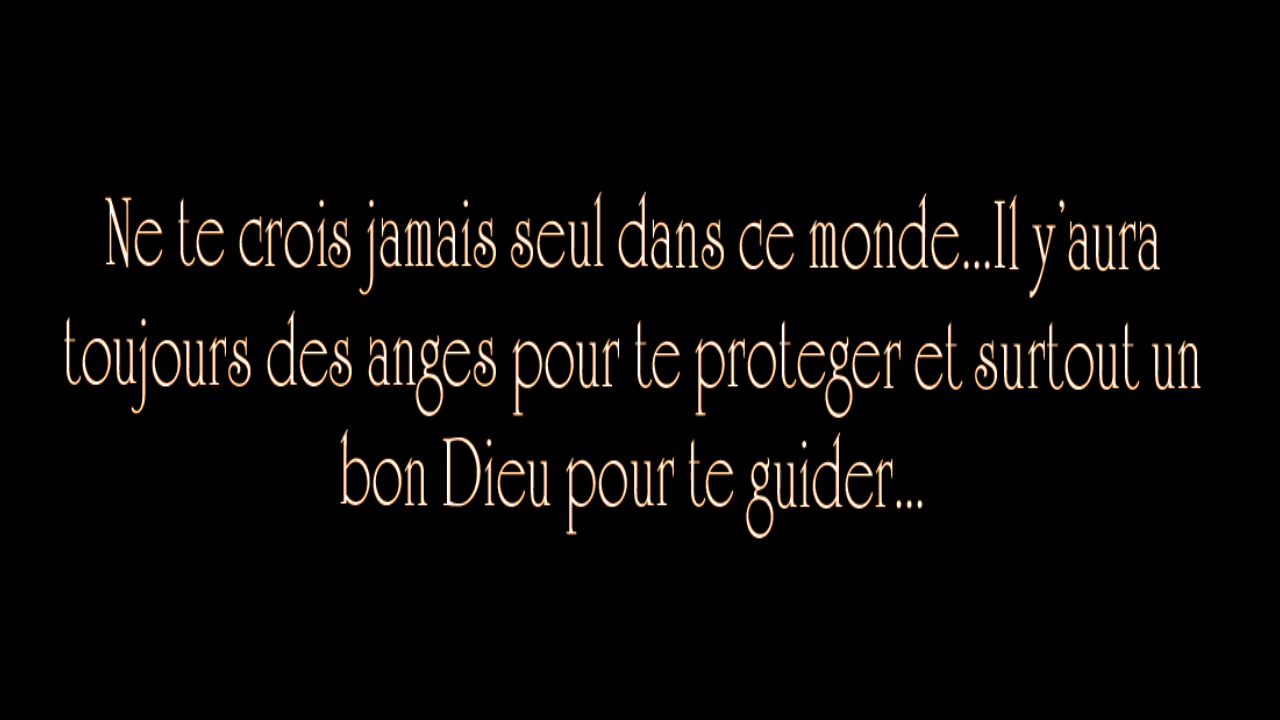 Ne te crois jamais seul dans ce monde...Il y'aura
toujours des anges pour te proteger et surtout un
bon Dieu pour te guider...